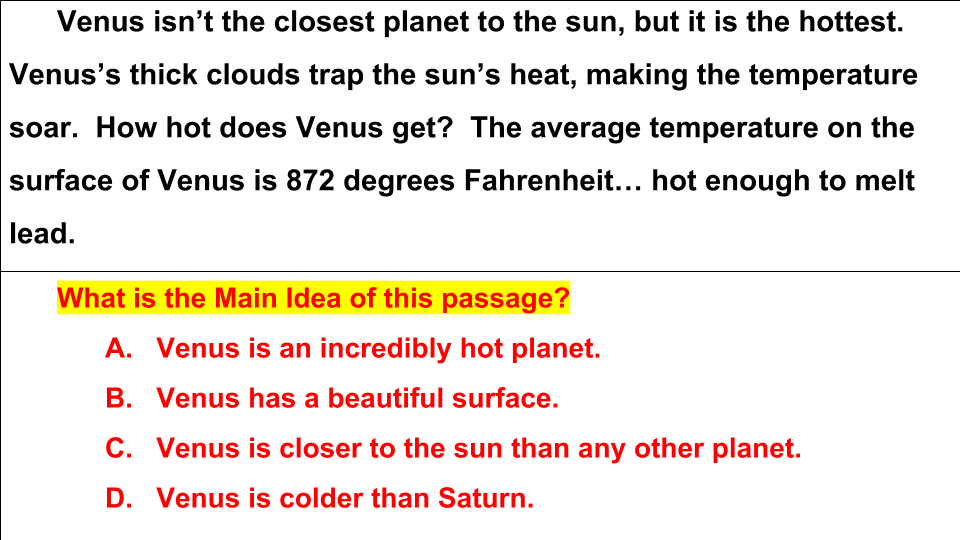 Venus isn’t the closest planet to the sun, but it is the hottest.
Venus’s thick clouds trap the sun’s heat, making the temperature
soar.  How hot does Venus get?  The average temperature on the
surface of Venus is 872 degrees Fahrenheit… hot enough to melt
lead.
What is the Main Idea of this passage?
A. Venus is an incredibly hot planet.
B. Venus has a beautiful surface.
C. Venus is closer to the sun than any other planet.
D. Venus is colder than Saturn.